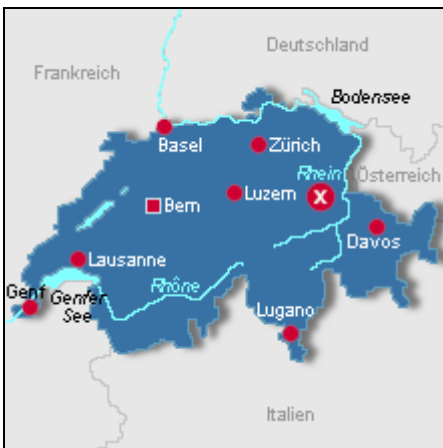 Deutschland
Frankreich
Bodensee
Basel
Zürich
Rhein
Österreich
Bern
Luzern
X
Davos
Lausanne
Rhône
Genf
Genfer
See
Lugano
Italien